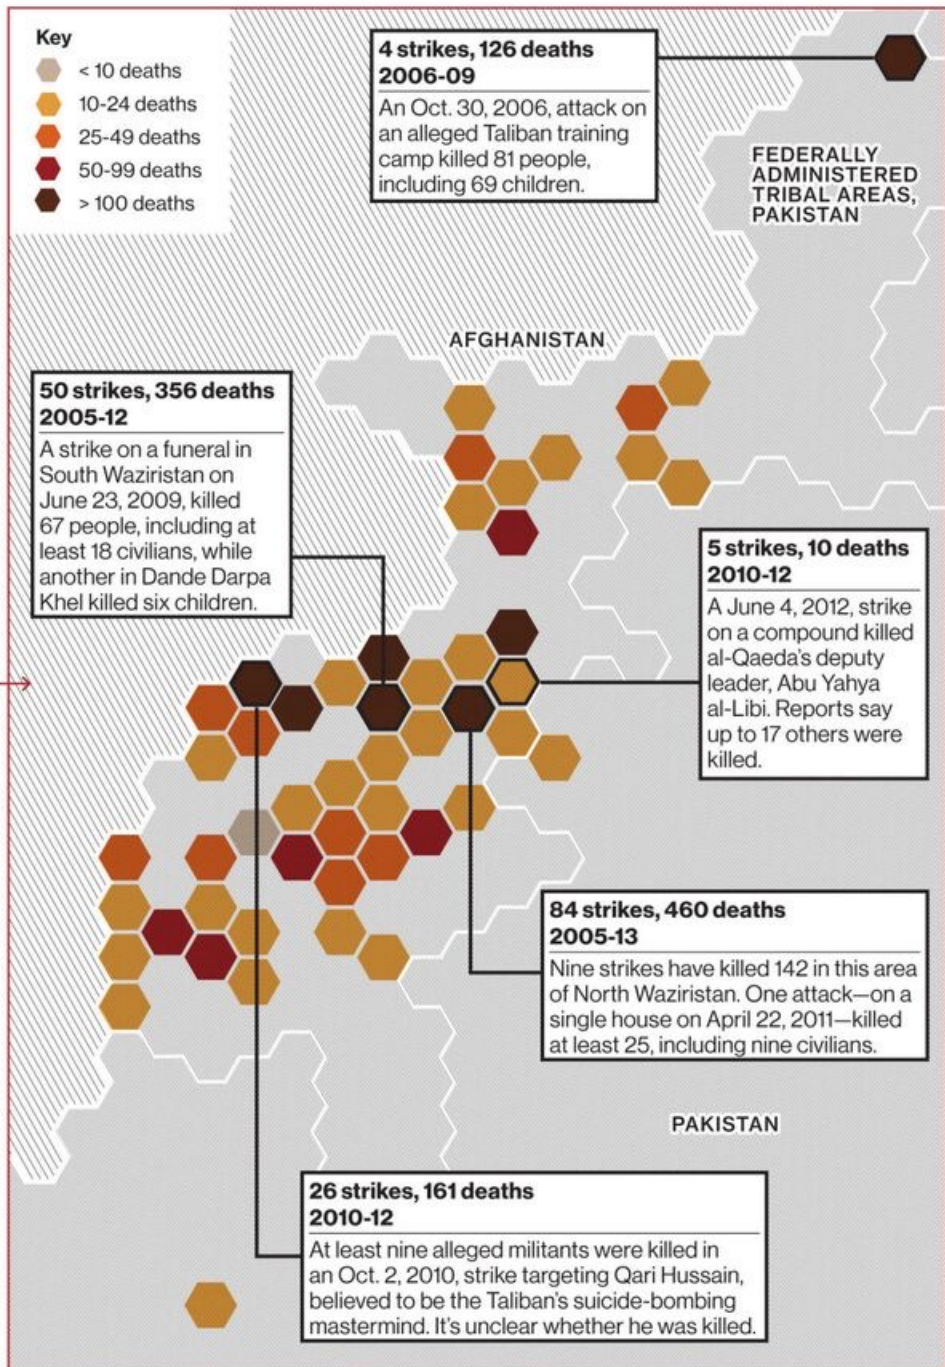 Key
< 10 deaths
10-24 deaths
25-49 deaths
50-99 deaths
> 100 deaths
4 strikes, 126 deaths
2006-09
An Oct. 30, 2006, attack on
an alleged Taliban training
camp killed 81 people,
including 69 children.
FEDERALLY
ADMINISTERED
TRIBAL AREAS,
PAKISTAN
AFGHANISTAN
50 strikes, 356 deaths
2005-12
A strike on a funeral in
South Waziristan on
June 23, 2009, killed
67 people, including at
least 18 civilians, while
another in Dande Darpa
Khel killed six children.
5 strikes, 10 deaths
2010-12
A June 4, 2012, strike
on a compound killed
al-Qaeda's deputy
leader, Abu Yahya
al-Libi. Reports say
up to 17 others were
killed.
84 strikes, 460 deaths
2005-13
Nine strikes have killed 142 in this area
of North Waziristan. One attack—on a
single house on April 22, 2011—killed
at least 25, including nine civilians.
PAKISTAN
26 strikes, 161 deaths
2010-12
At least nine alleged militants were killed in
an Oct. 2, 2010, strike targeting Qari Hussain,
believed to be the Taliban's suicide-bombing
mastermind. It's unclear whether he was killed.